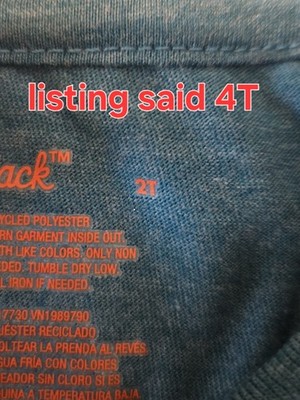 listing said 4T
ack™
2T
YCLED POLYESTER,
RN GARMENT INSIDE OUT,
TH LIKE COLORS, ONLY NON
EDED, TUMBLE DRY LOW,
L IRON IF NEEDED.
17730 VN1989790
LIÉSTER RECICLADO,
OLTEAR LA PRENDA AL REVÉS
GUA FRÍA CON COLORES
EADOR SIN CLORO SI ES
UINA A TEMPERATURA BAJA